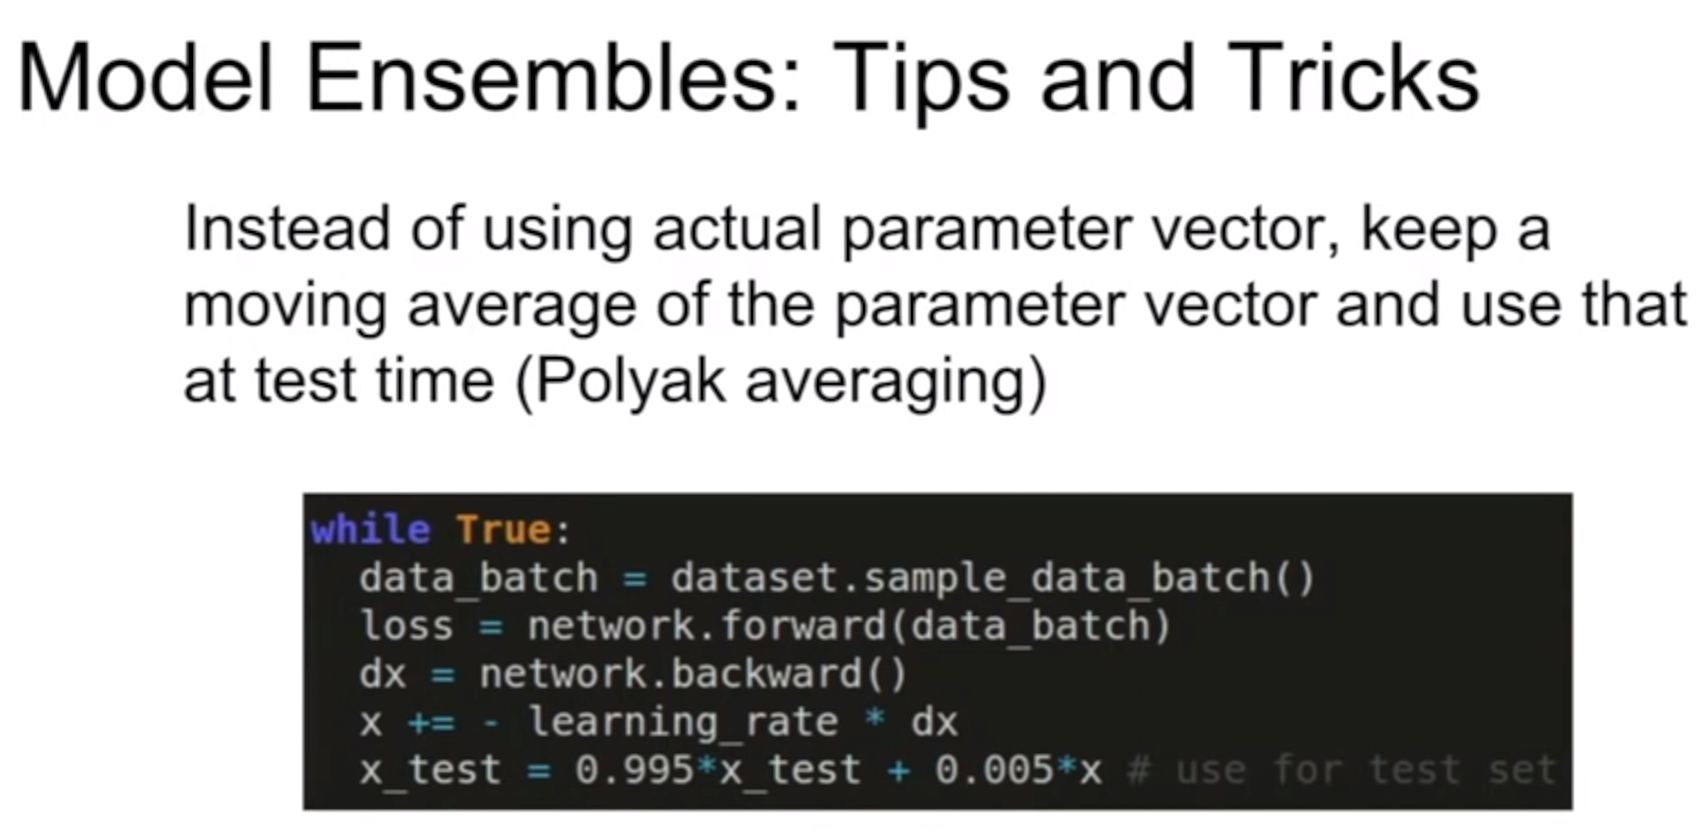 Model Ensembles: Tips and Tricks
Instead of using actual parameter vector, keep a
moving average of the parameter vector and use that
at test time (Polyak averaging)
while True:
data_batch = dataset.sample_data_batch()
loss = network.forward(data_batch)
dx = network.backward()
x += - learning_rate * dx
x_test = 0.995*x_test + 0.005*x # use for test set